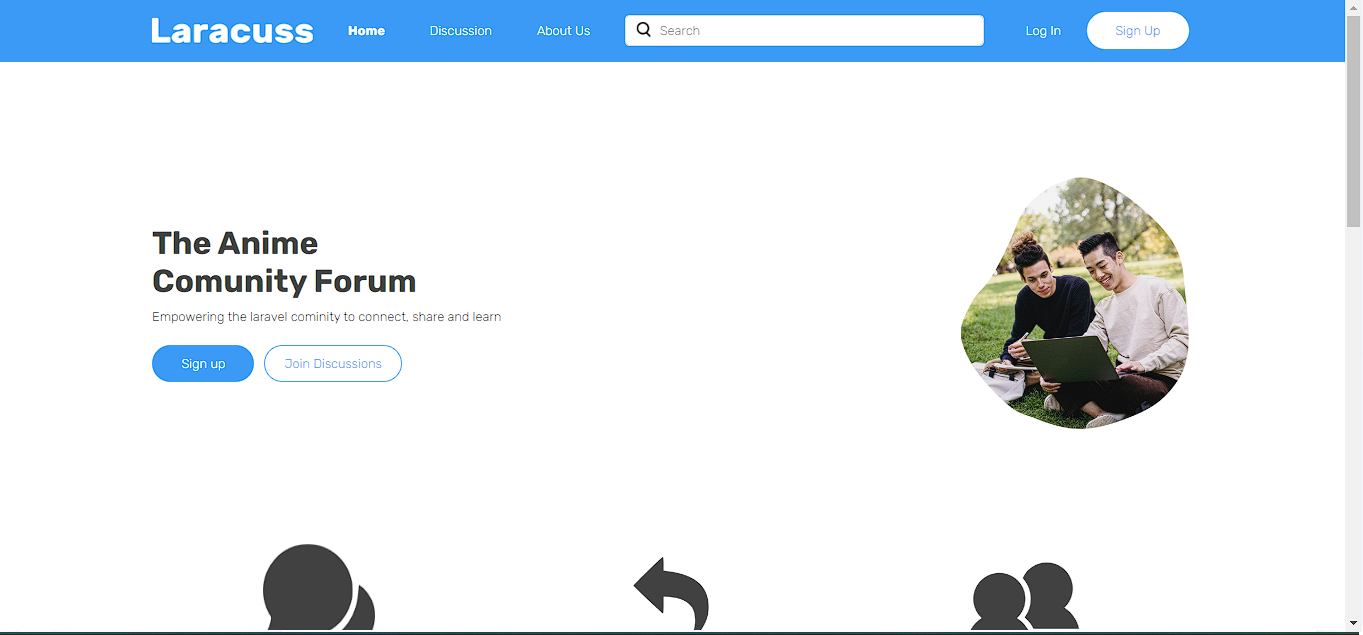 Laracuss
Home
Discussion
About Us
Search
Log In
Sign Up
The Anime
Comunity Forum
Empowering the laravel cominity to connect, share and learn
Sign up
Join Discussions